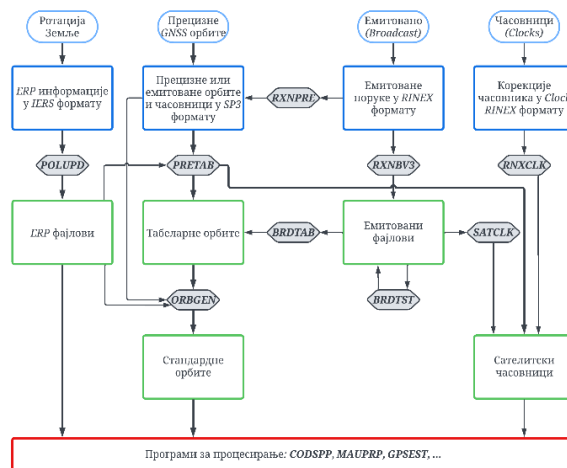 Ротација
Земље
Прецизне
GNSS орбите
Емитовано
(Broadcast)
Часовници
(Clocks)
ERP информације
у IERS формату
Прецизне или
емитоване орбите
и часовници у SP3
формату
RXNPRE
Емитоване
поруке у RINEX
формату
Корекције
часовника у Cloc
RINEX формату
POLUPD
PRETAB
RXNBV3
RNXCLK
ERP фајлови
Табеларне орбите
BRDTAB
Емитовани
фајлови
SATCLK
ORBGEN
BRDTST
Стандардне
орбите
Сателитски
часовници
Програми за процесирање: CODSPP, MAUPRP, GPSEST, ...